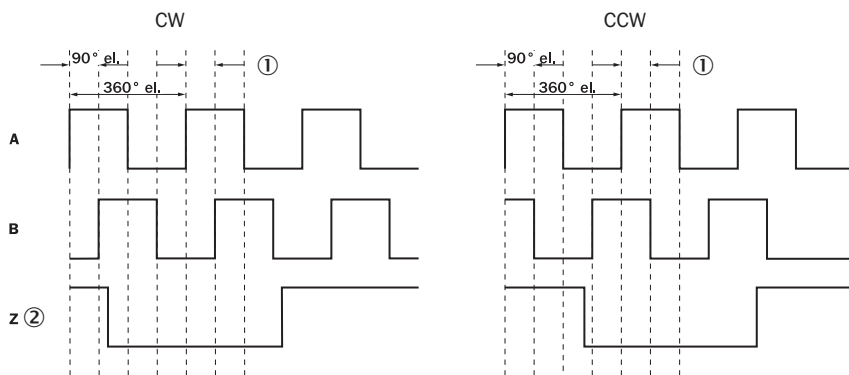 CW CCW
90° el. ① 90° el. ①
360° el. 360° el.
A
B
Z ②